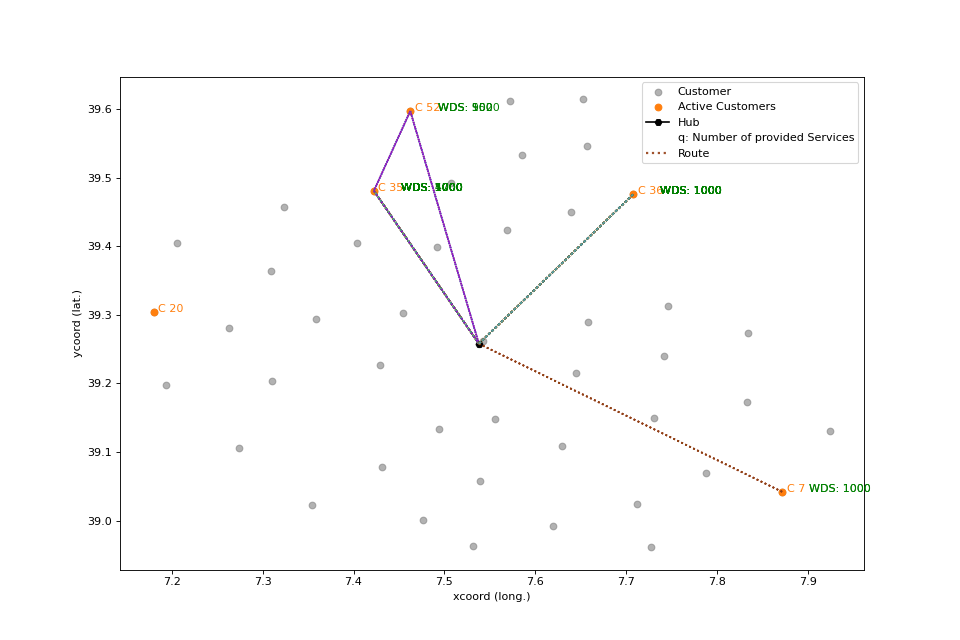 Customer
Active Customers
Hub
q: Number of provided Services
Route
C 52
WDS:
C 35
WDS:
C 36
WDS: 1000
C 20
C 7 WDS: 1000
39.6
39.5
39.4
39.3
39.2
39.1
39.0
ycoord (lat.)
7.2 7.3 7.4 7.5 7.6 7.7 7.8 7.9
xcoord (long.)